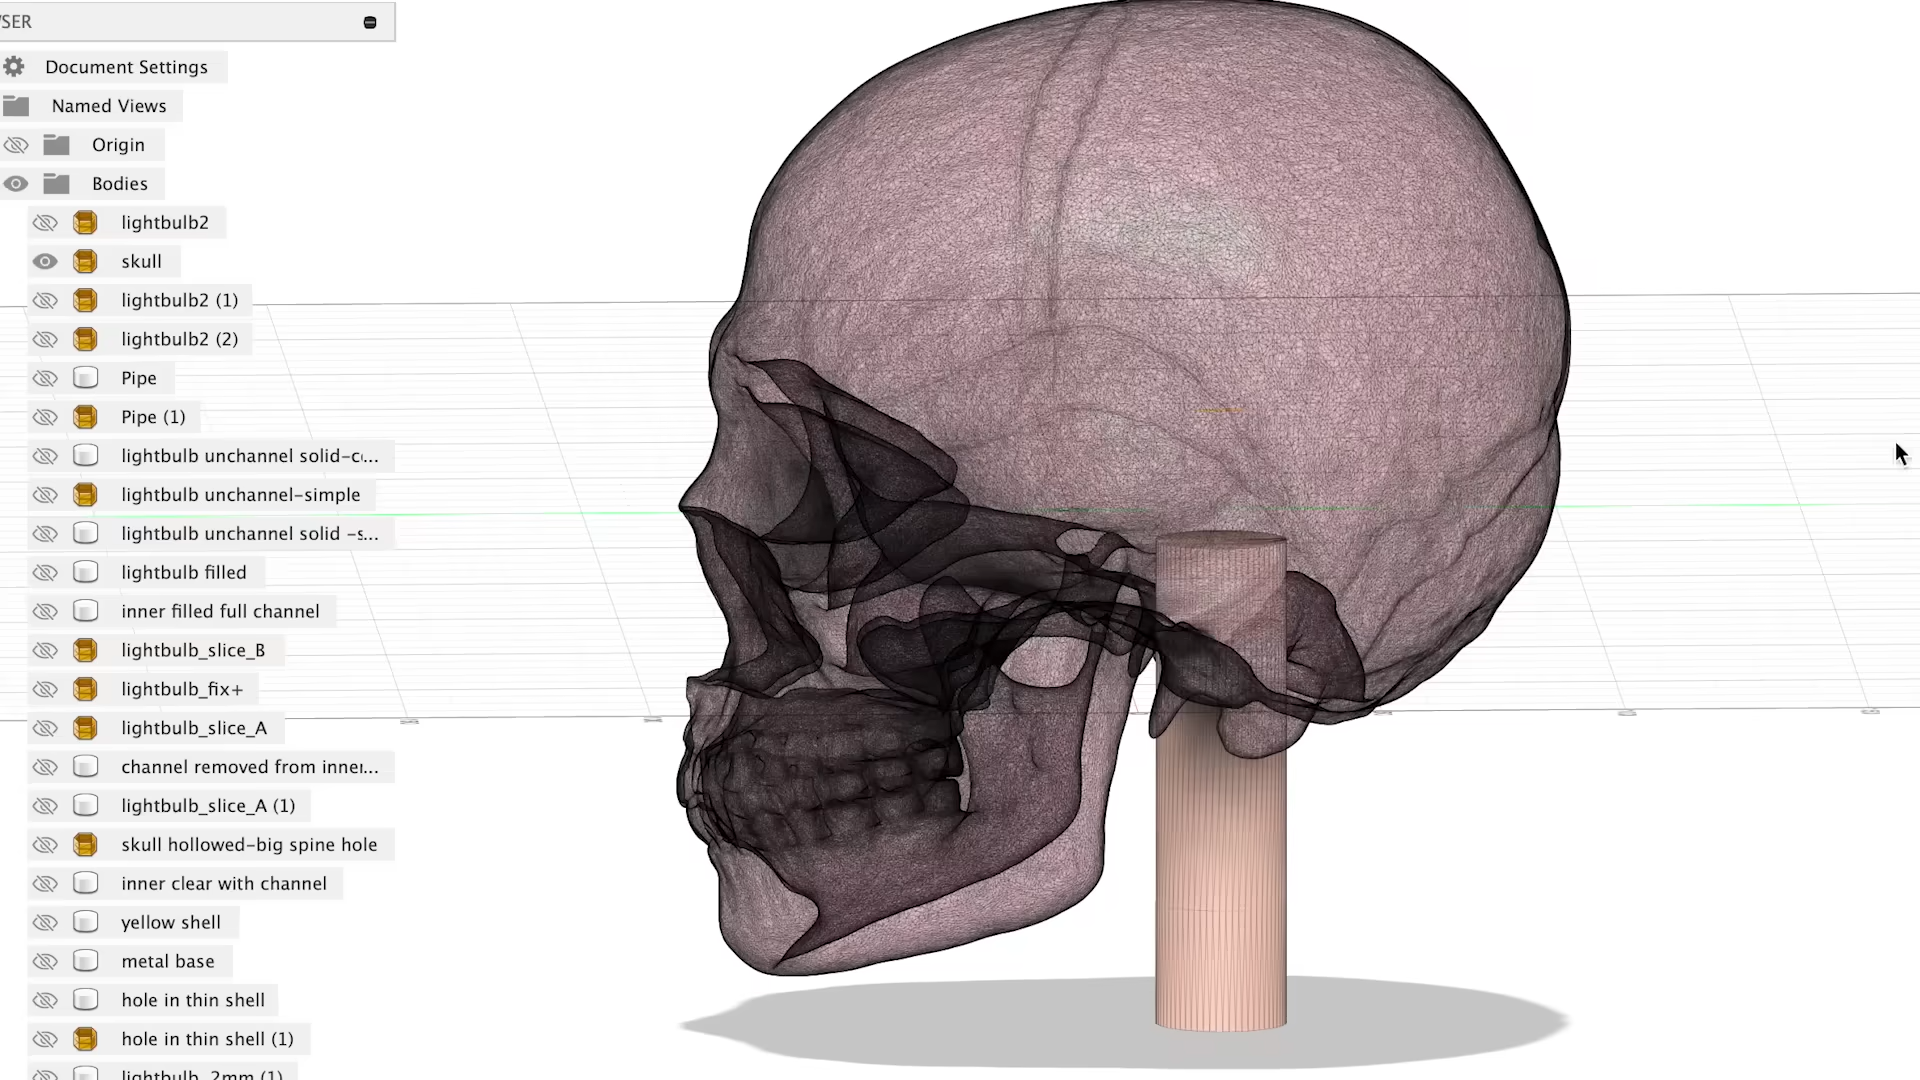 SER
Document Settings
Named Views
Origin
Bodies
lightbulb2
skull
lightbulb2 (1)
lightbulb2 (2)
Pipe
Pipe (1)
lightbulb unchannel solid-c...
lightbulb unchannel-simple
lightbulb unchannel solid -s...
lightbulb filled
inner filled full channel
lightbulb_slice_B
lightbulb_fix+
lightbulb_slice_A
channel removed from inner...
lightbulb_slice_A (1)
skull hollowed-big spine hole
inner clear with channel
yellow shell
metal base
hole in thin shell
hole in thin shell (1)
lightbulb_2mm (1)